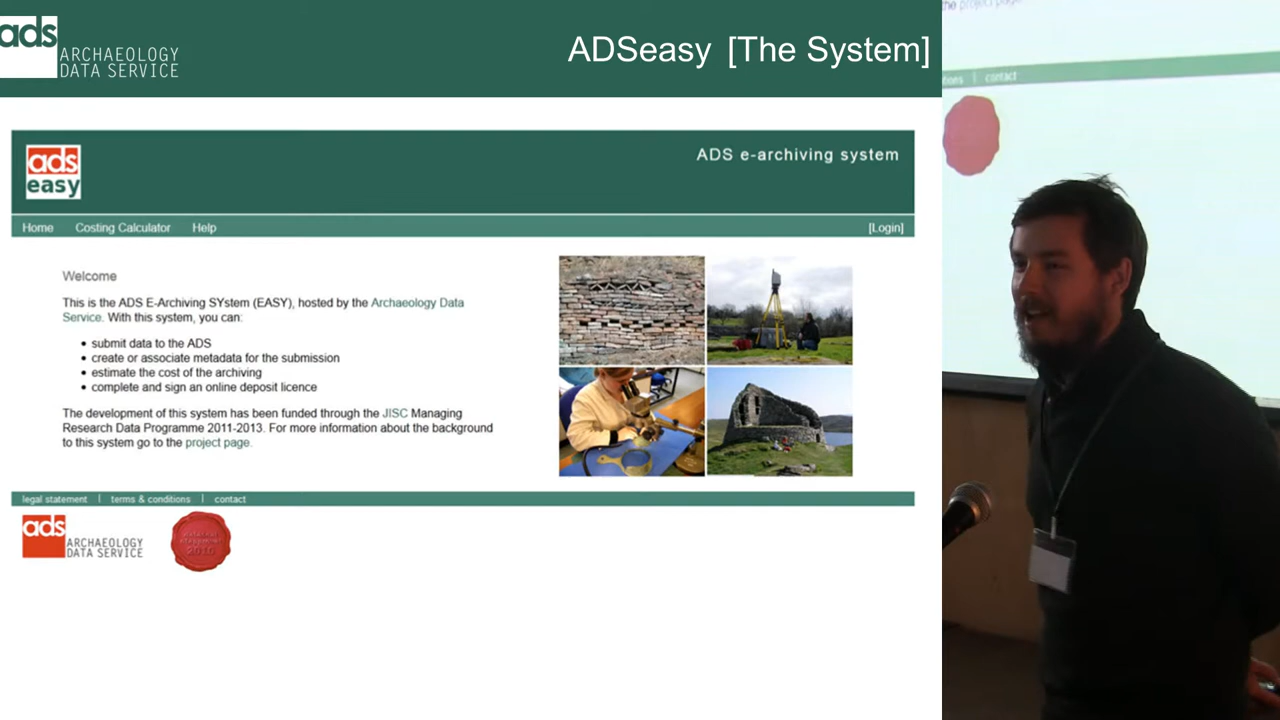 ads
ARCHAEOLOGY
DATA SERVICE
ADSeasy [The System]
ads
easy
ADS e-archiving system
Home Costing Calculator Help [Login]
Welcome
This is the ADS E-Archiving SYstem (EASY), hosted by the Archaeology Data
Service. With this system, you can:
• submit data to the ADS
• create or associate metadata for the submission
• estimate the cost of the archiving
• complete and sign an online deposit licence
The development of this system has been funded through the JISC Managing
Research Data Programme 2011-2013. For more information about the background
to this system go to the project page.
legal statement | terms & conditions | contact
ads
ARCHAEOLOGY
DATA SERVICE
2010
the project page
| contact